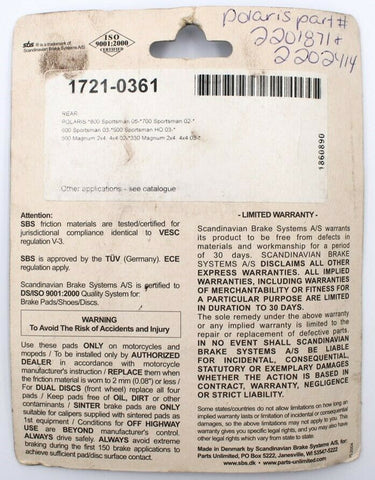 Polaris part#
2201871 &
2202414
SBS is a trademark of
Scandinavian Brake Systems A/S
ISO
9001:2000
CERTIFIED
1721-0361
REAR
POLARIS *800 Sportsman 05-*700 Sportsman 02-*
600 Sportsman 03-*500 Sportsman HO 03-*
500 Magnum 2x4, 4x4 02-*330 Magnum 2x4, 4x4 03-*
1860890
Other applications - see catalogue
Attention:
SBS friction materials are tested/certified for
jurisdictional compliance identical to VESC
regulation V-3.
SBS is approved by the TÜV (Germany). ECE
regulation apply.
Scandinavian Brake Systems A/S is certified to
DS/ISO 9001:2000 Quality System for:
Brake Pads/Shoes/Discs.
WARNING
To Avoid The Risk of Accidents and Injury
Use these pads ONLY on motorcycles and
mopeds / To be installed only by AUTHORIZED
DEALER in accordance with motorcycle
manufacturer's instruction / REPLACE them when
the friction material is worn to 2 mm (0.08") or less /
For DUAL DISCS (front wheel) replace all four
pads / Keep pads free of OIL, DIRT or other
contaminants / SINTER brake pads are ONLY
suitable for calipers supplied with sintered pads as
1st equipment / Conditions for OFF HIGHWAY
USE are BEYOND manufacturer's control.
ALWAYS drive safely. ALWAYS avoid extreme
braking during the first 150 brake applications to
achieve sufficient pad/disc surface contact.
- LIMITED WARRANTY -
Scandinavian Brake Systems A/S warrants
its product to be free from defects in
materials and workmanship for a period
of 30 days. SCANDINAVIAN BRAKE
SYSTEMS A/S DISCLAIMS ALL OTHER
EXPRESS WARRANTIES. ALL IMPLIED
WARRANTIES, INCLUDING WARRANTIES
OF MERCHANTABILITY OR FITNESS FOR
A PARTICULAR PURPOSE ARE LIMITED
IN DURATION TO 30 DAYS.
The sole remedy under the above warranty
or any implied warranty is limited to the
repair or replacement of defective parts.
IN NO EVENT SHALL SCANDINAVIAN
BRAKE SYSTEMS A/S BE LIABLE
FOR INCIDENTAL, CONSEQUENTIAL,
STATUTORY OR EXEMPLARY DAMAGES
WHETHER THE ACTION IS BASED IN
CONTRACT, WARRANTY, NEGLIGENCE
OR STRICT LIABILITY.
Some states/countries do not allow limitations on how long an
implied warranty lasts or limiting of incidental or consequential
damages, so the above limitations may not apply to you. This
warranty gives you specific legal rights and you may also have
other legal rights which vary from state to state.
Made in Denmark by Scandinavian Brake Systems A/S, for:
Parts Unlimited, P.O. Box 5222, Janesville, WI 53547-5222
www.sbs.dk www.parts-unlimited.com